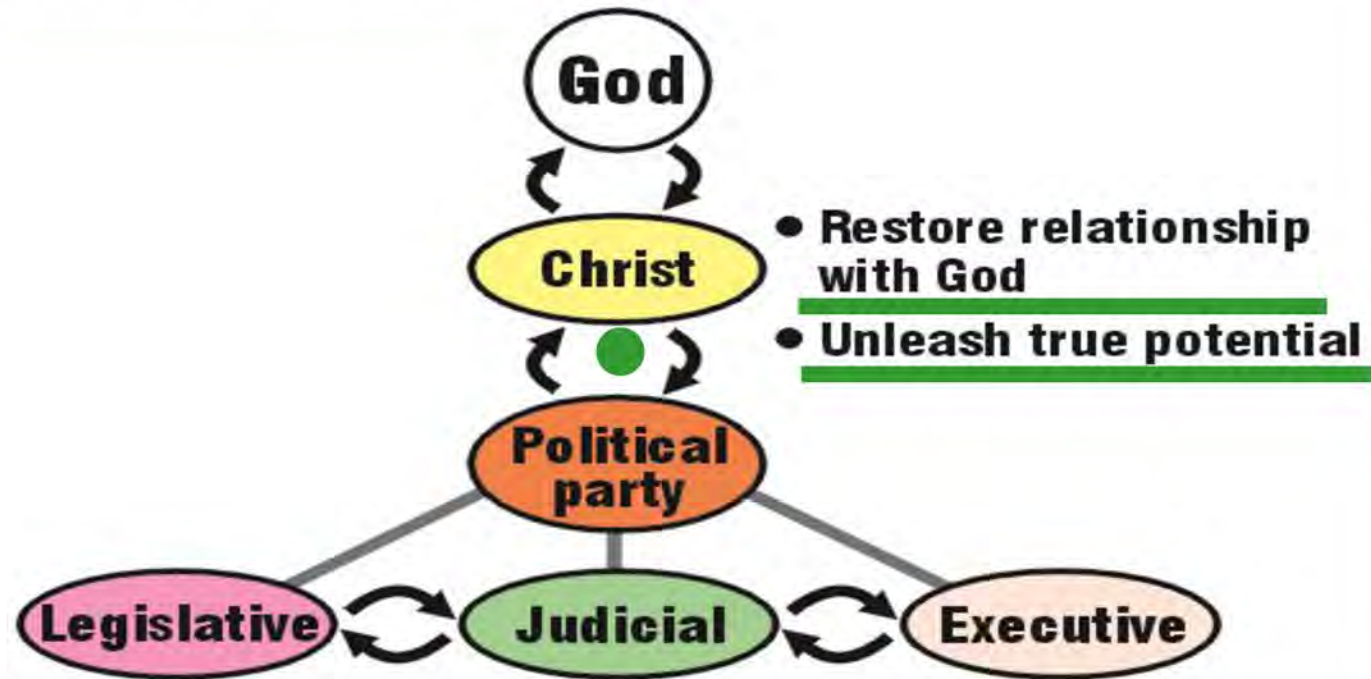 God
Christ
• Restore relationship
with God
• Unleash true potential
Political
party
Legislative
Judicial
Executive